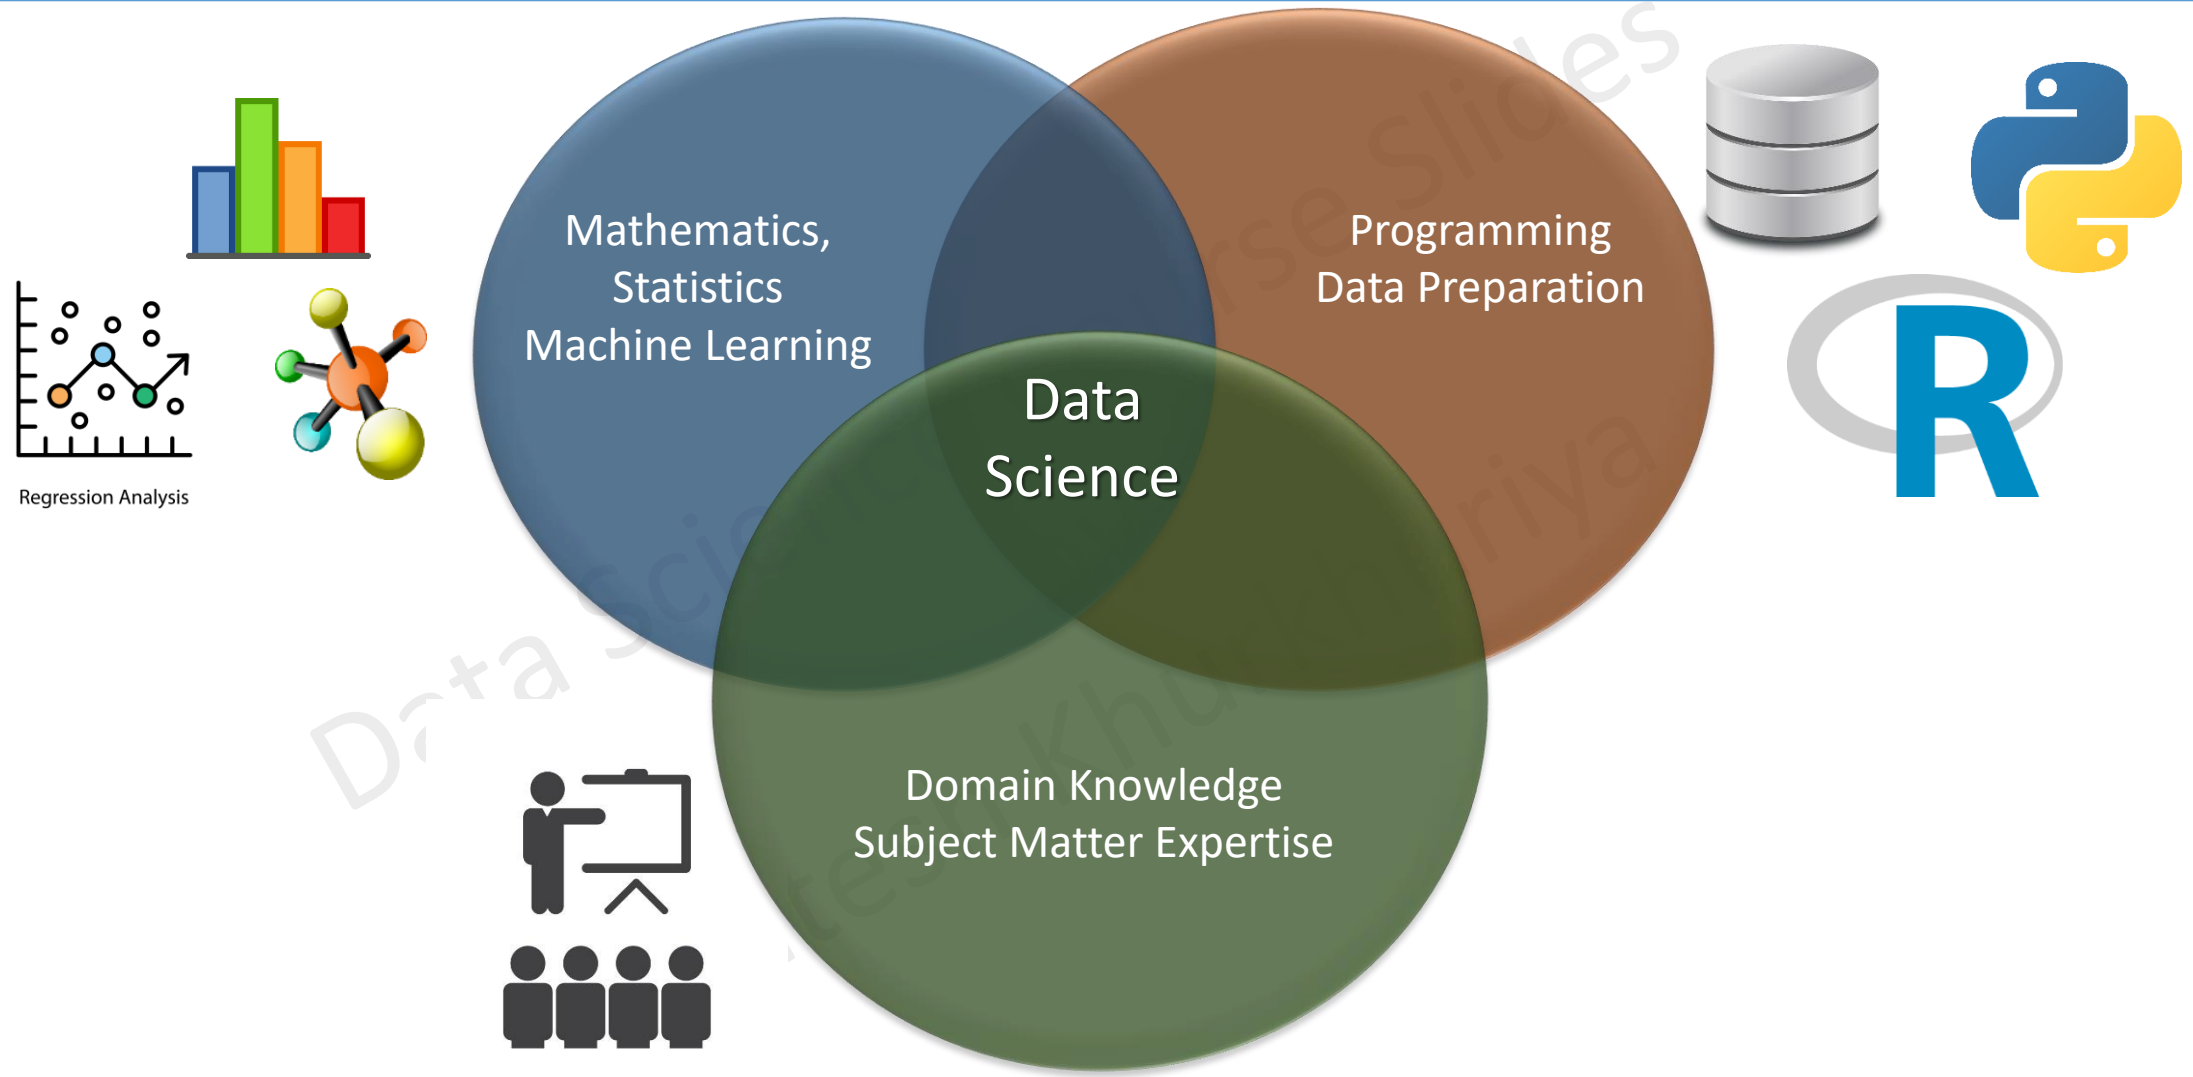 Mathematics,
Statistics
Machine Learning
Programming
Data Preparation
Data
Science
Regression Analysis
R
Domain Knowledge
Subject Matter Expertise